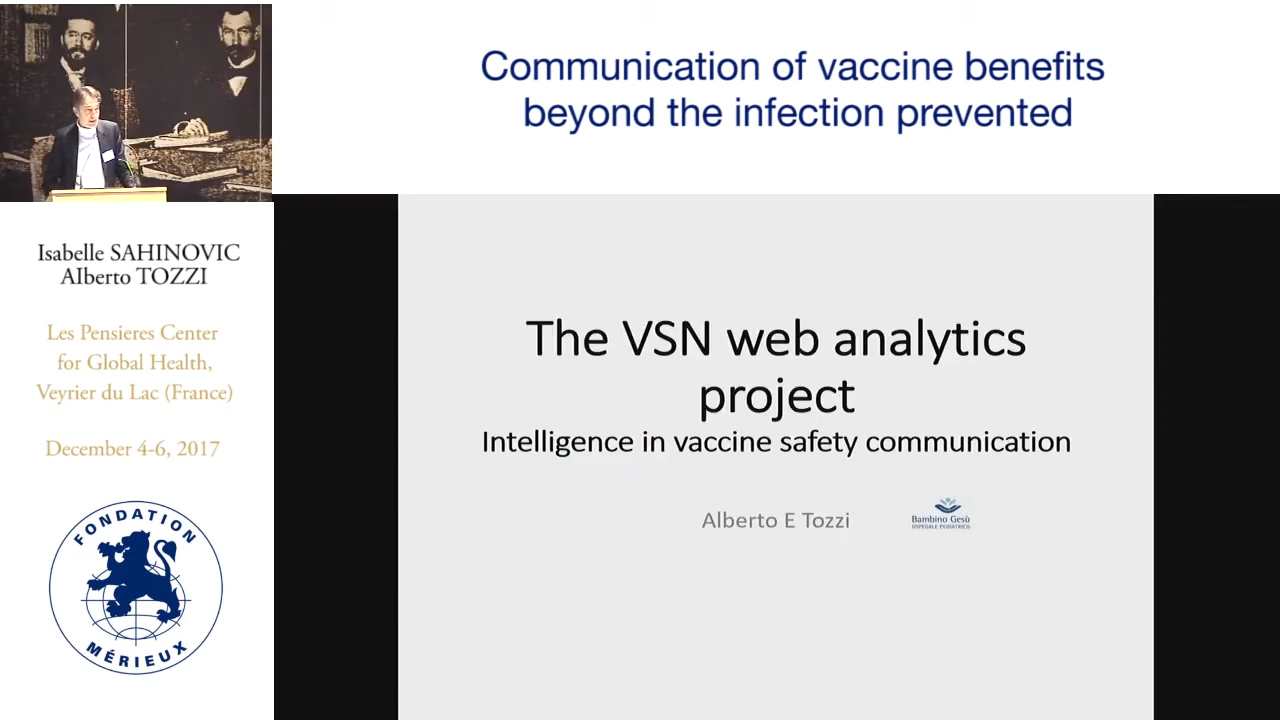 Communication of vaccine benefits
beyond the infection prevented
Isabelle SAHINOVIC
Alberto TOZZI
Les Pensieres Center
for Global Health,
Veyrier du Lac (France)
December 4-6, 2017
FONDATION
MÉRIEUX
The VSN web analytics
project
Intelligence in vaccine safety communication
Alberto E Tozzi
Bambino Gesù
OSPEDALE PEDIATRICO